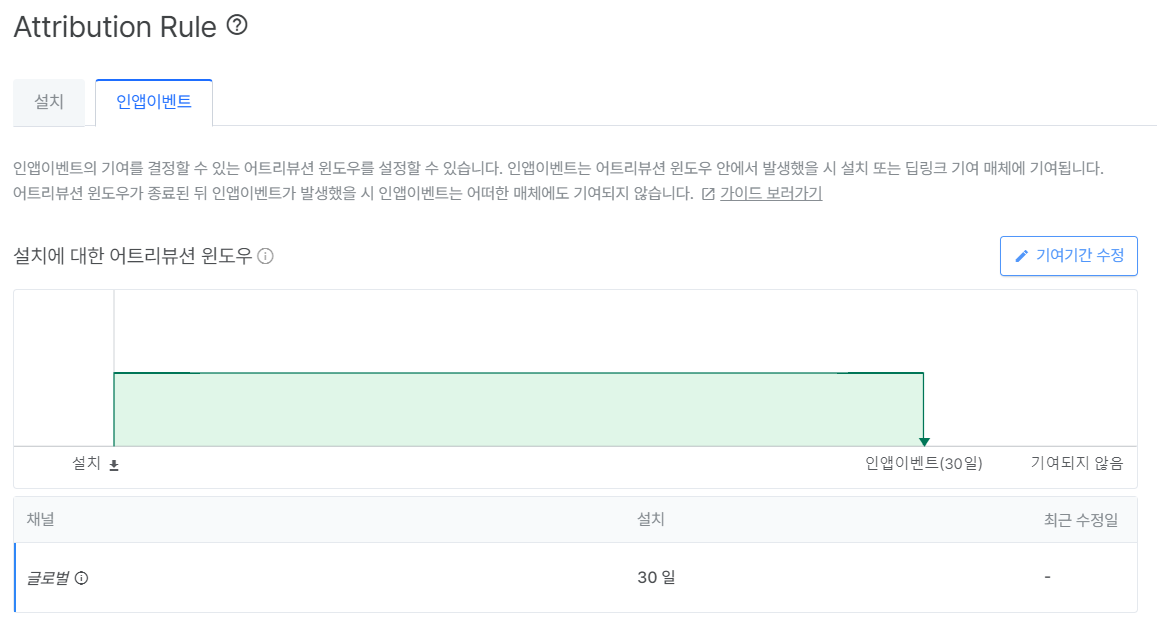 Attribution Rule
설치
인앱이벤트
인앱이벤트의 기여를 결정할 수 있는 어트리뷰션 윈도우를 설정할 수 있습니다. 인앱이벤트는 어트리뷰션 윈도우 안에서 발생했을 시 설치 또는 딥링크 기여 매체에 기여됩니다.
어트리뷰션 윈도우가 종료된 뒤 인앱이벤트가 발생했을 시 인앱이벤트는 어떠한 매체에도 기여되지 않습니다. 가이드 보러가기
설치에 대한 어트리뷰션 윈도우
기여기간 수정
설치 인앱이벤트(30일) 기여되지 않음
채널 설치 최근 수정일
글로벌 30 일 -